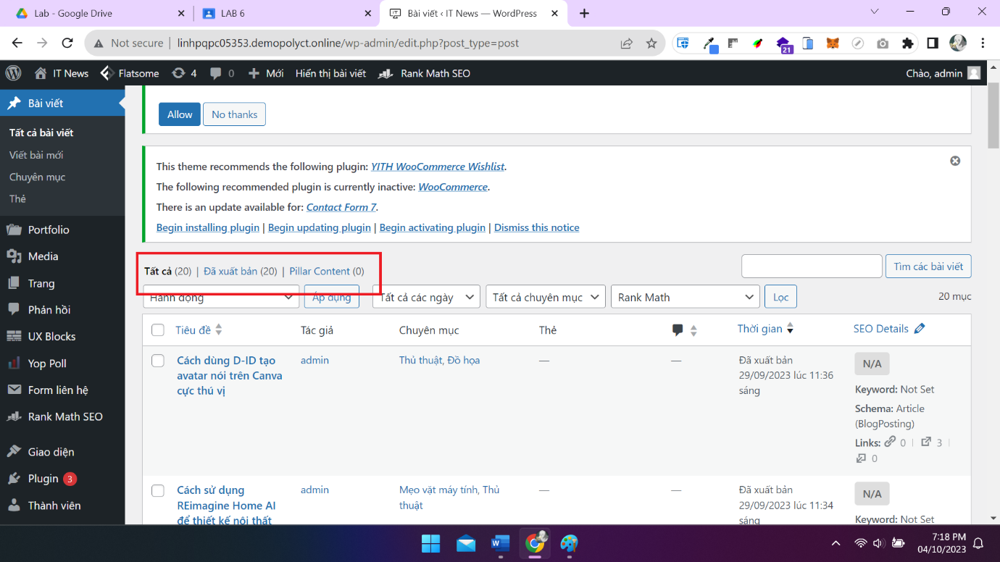 Lab - Google Drive
LAB 6
Bài viết ‹ IT News — WordPress
Not secure
linhpqpc05353.demopolyct.online/wp-admin/edit.php?post_type=post
21
IT News
Flatsome
4
0
Mới
Hiển thị bài viết
Rank Math SEO
Chào, admin
Bài viết
Tất cả bài viết
Viết bài mới
Chuyên mục
Thẻ
Portfolio
Media
Trang
Phản hồi
UX Blocks
Yop Poll
Form liên hệ
Rank Math SEO
Giao diện
Plugin 3
Thành viên
Allow
No thanks
This theme recommends the following plugin: YITH WooCommerce Wishlist.
The following recommended plugin is currently inactive: WooCommerce.
There is an update available for: Contact Form 7.
Begin installing plugin | Begin updating plugin | Begin activating plugin | Dismiss this notice
Tất cả (20) | Đã xuất bản (20) | Pillar Content (0)
Tìm các bài viết
Hành động
Áp dụng
Tất cả các ngày
Tất cả chuyên mục
Rank Math
Lọc
20 mục
Tiêu đề
Tác giả
Chuyên mục
Thẻ
Thời gian
SEO Details
Cách dùng D-ID tạo
avatar nói trên Canva
cực thú vị
admin
Thủ thuật, Đồ họa
—
—
Đã xuất bản
29/09/2023 lúc 11:36
sáng
N/A
Keyword: Not Set
Schema: Article
(BlogPosting)
Links: 0 | 3 |
0
Cách sử dụng
REimagine Home AI
để thiết kế nội thất
admin
Mẹo vặt máy tính, Thủ
thuật
—
—
Đã xuất bản
29/09/2023 lúc 11:34
sáng
N/A
Keyword: Not Set
7:18 PM
04/10/2023